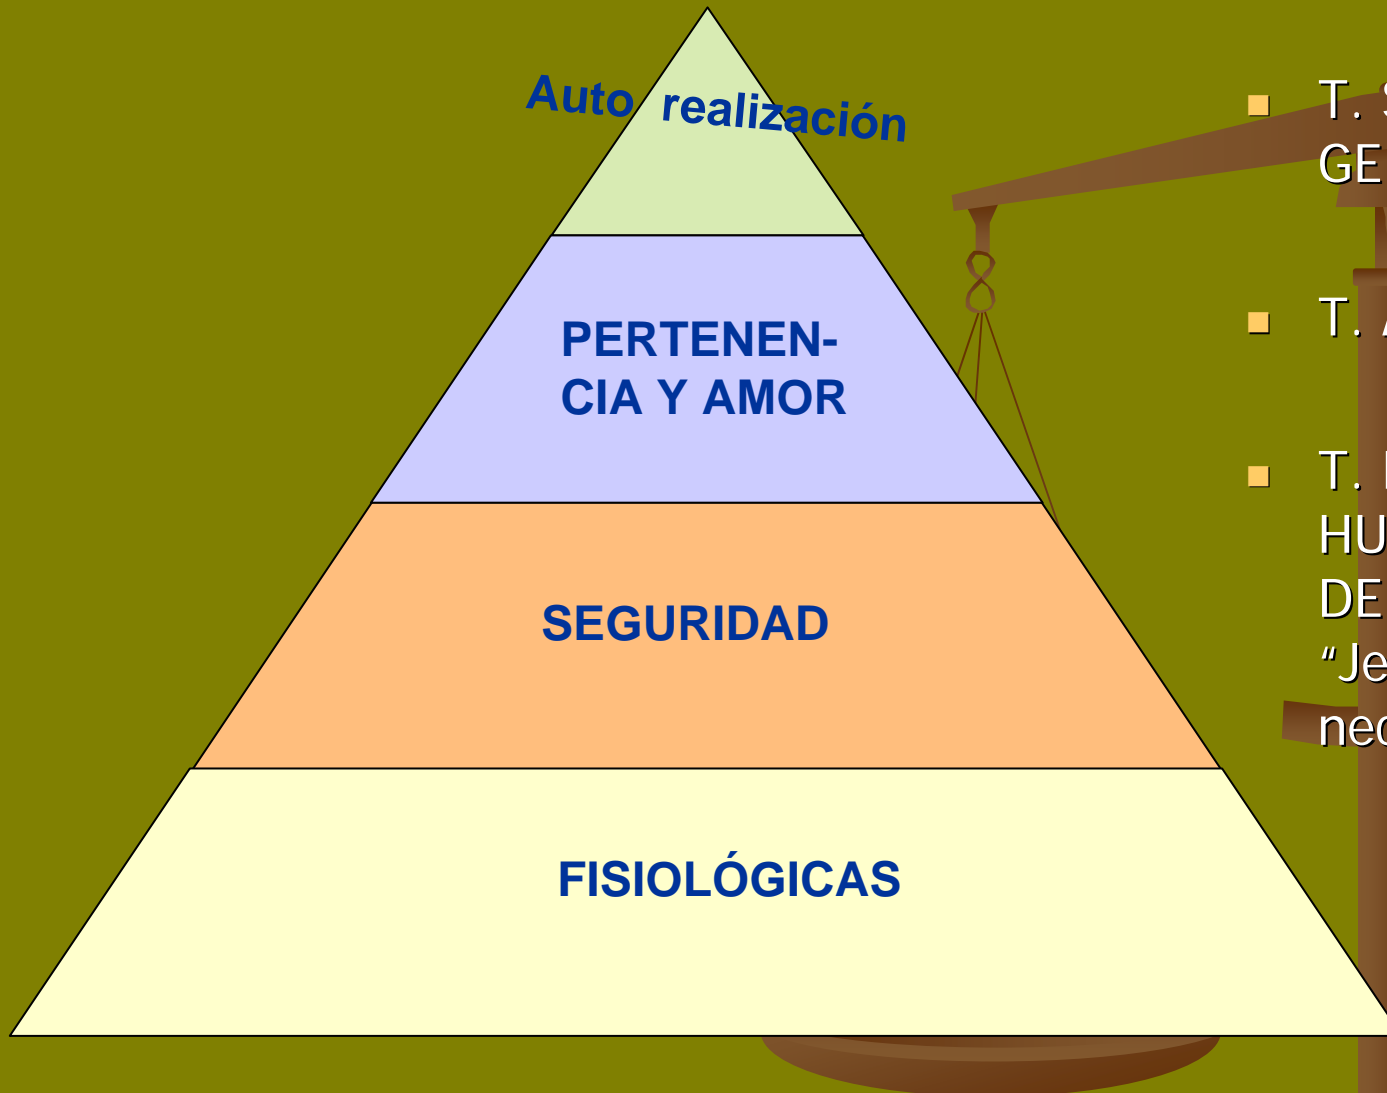 Auto realización
PERTENEN-
CIA Y AMOR
SEGURIDAD
FISIOLÓGICAS
T.
GE
T.
T.
HU
DE
"Je